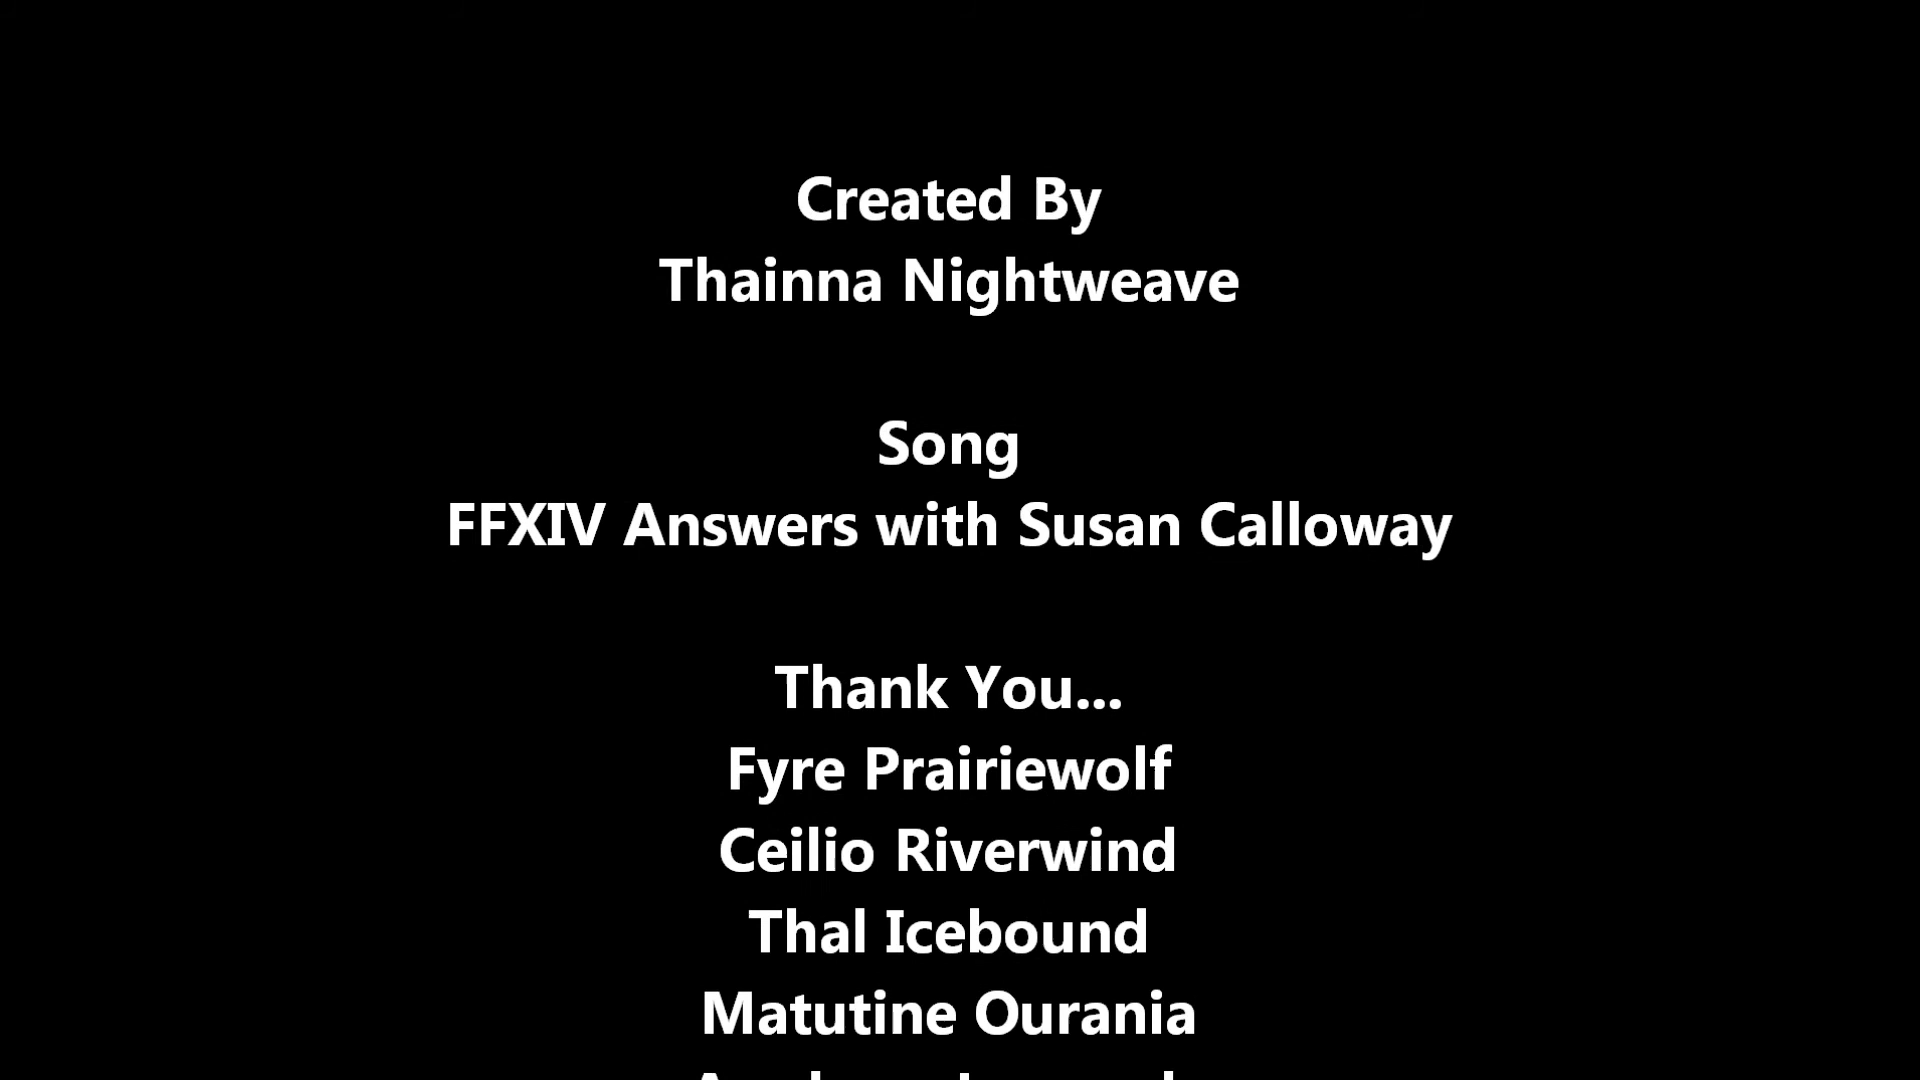 Created By
Thainna Nightweave
Song
FFXIV Answers with Susan Calloway
Thank You...
Fyre Prairiewolf
Ceilio Riverwind
Thal Icebound
Matutine Ourania